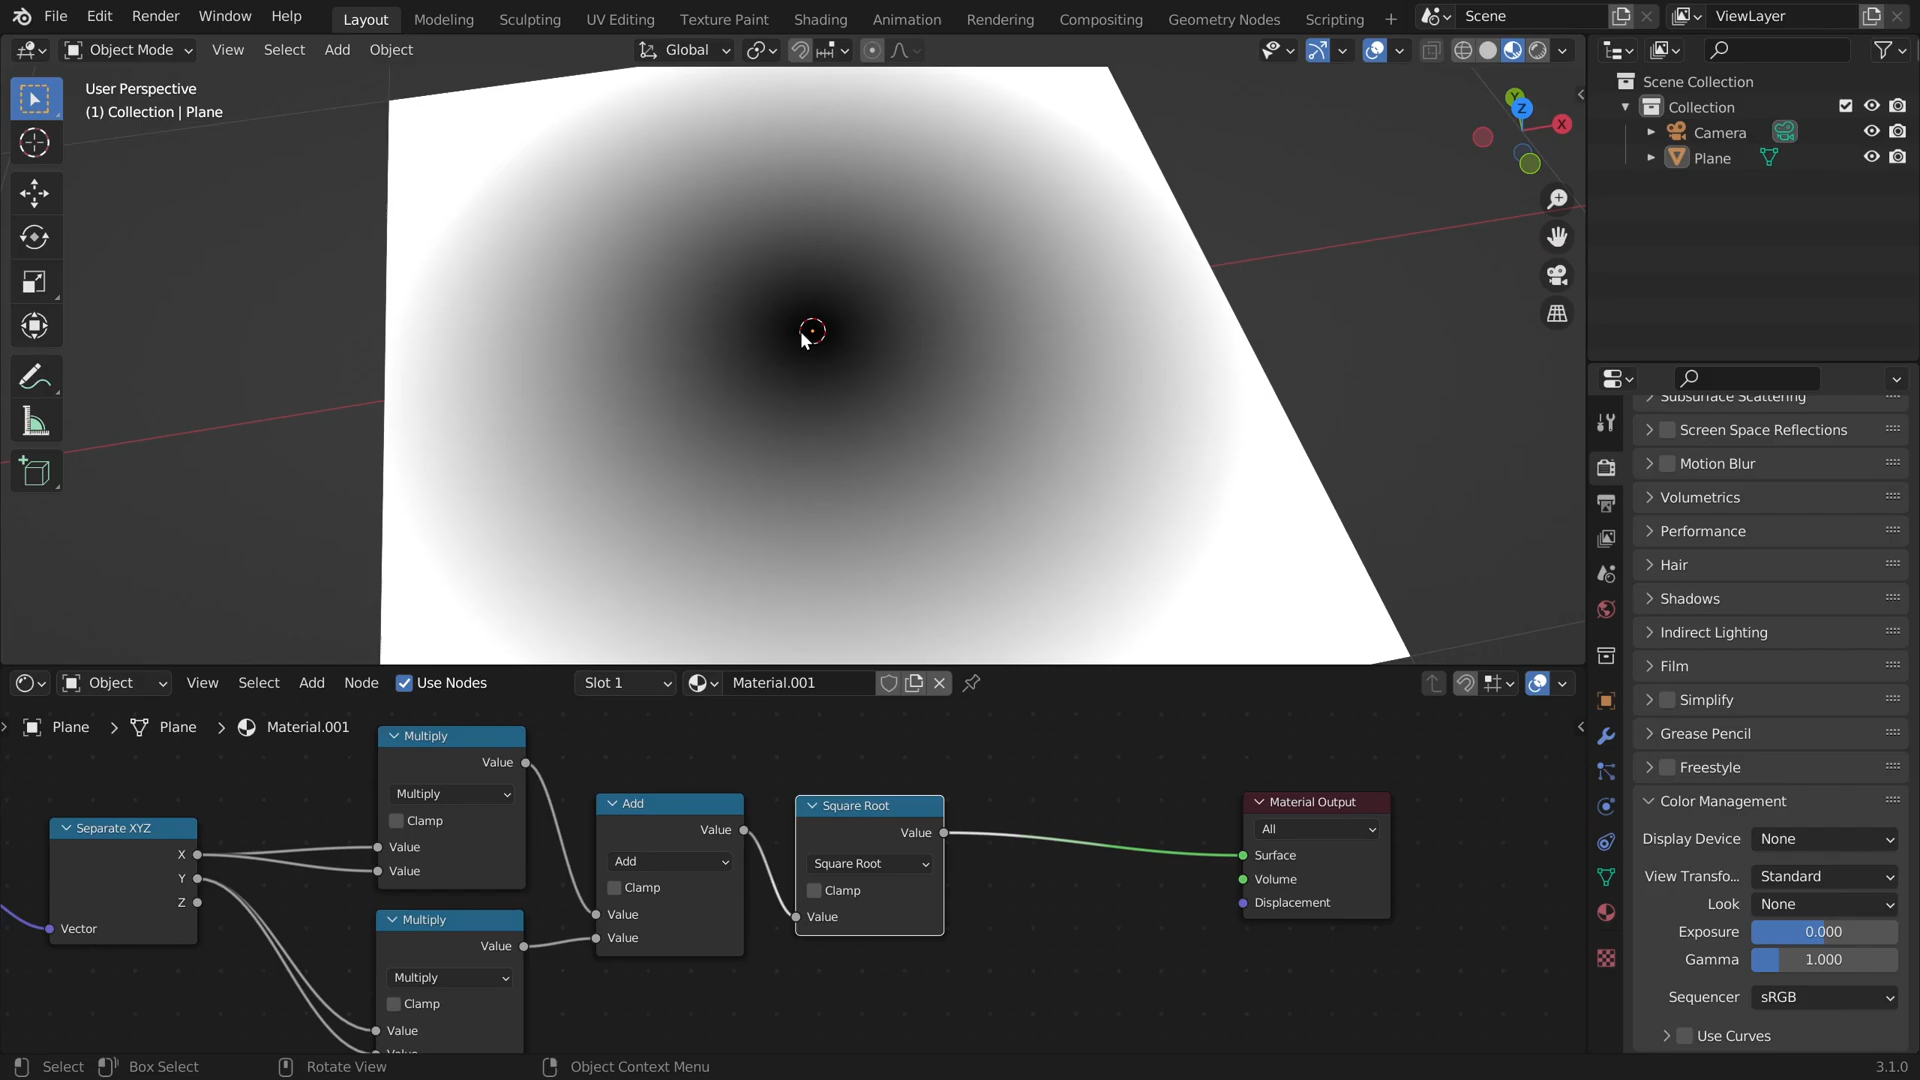 File Edit Render Window Help Layout Modeling Sculpting UV Editing Texture Paint Shading Animation Rendering Compositing Geometry Nodes Scripting + Scene ViewLayer
Object Mode View Select Add Object Global
User Perspective
(1) Collection | Plane
Y
Z
X
Scene Collection
Collection
Camera
Plane
Subsurface Scattering
Screen Space Reflections
Motion Blur
Volumetrics
Performance
Hair
Shadows
Indirect Lighting
Film
Simplify
Grease Pencil
Freestyle
Color Management
Display Device None
View Transfo... Standard
Look None
Exposure 0.000
Gamma 1.000
Sequencer sRGB
Use Curves
Object View Select Add Node Use Nodes Slot 1 Material.001
Plane Plane Material.001
Separate XYZ
X
Y
Z
Vector
Multiply
Value
Multiply
Clamp
Value
Value
Multiply
Value
Multiply
Clamp
Value
Value
Add
Value
Add
Clamp
Value
Value
Square Root
Value
Square Root
Clamp
Value
Material Output
All
Surface
Volume
Displacement
Select Box Select Rotate View Object Context Menu 3.1.0